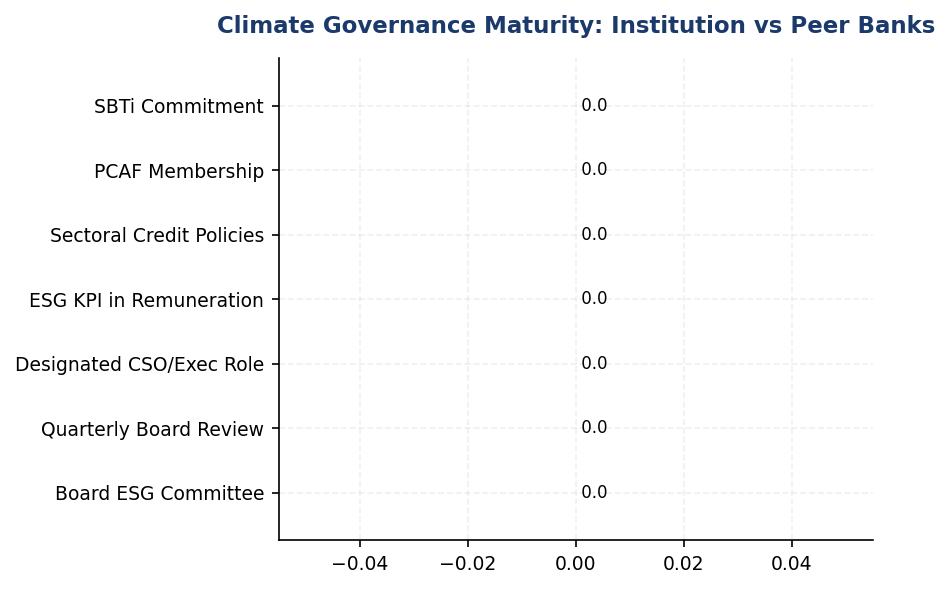 Climate Governance Maturity: Institution vs Peer Banks
SBTi Commitment 0.0
PCAF Membership 0.0
Sectoral Credit Policies 0.0
ESG KPI in Remuneration 0.0
Designated CSO/Exec Role 0.0
Quarterly Board Review 0.0
Board ESG Committee 0.0
−0.04 −0.02 0.00 0.02 0.04